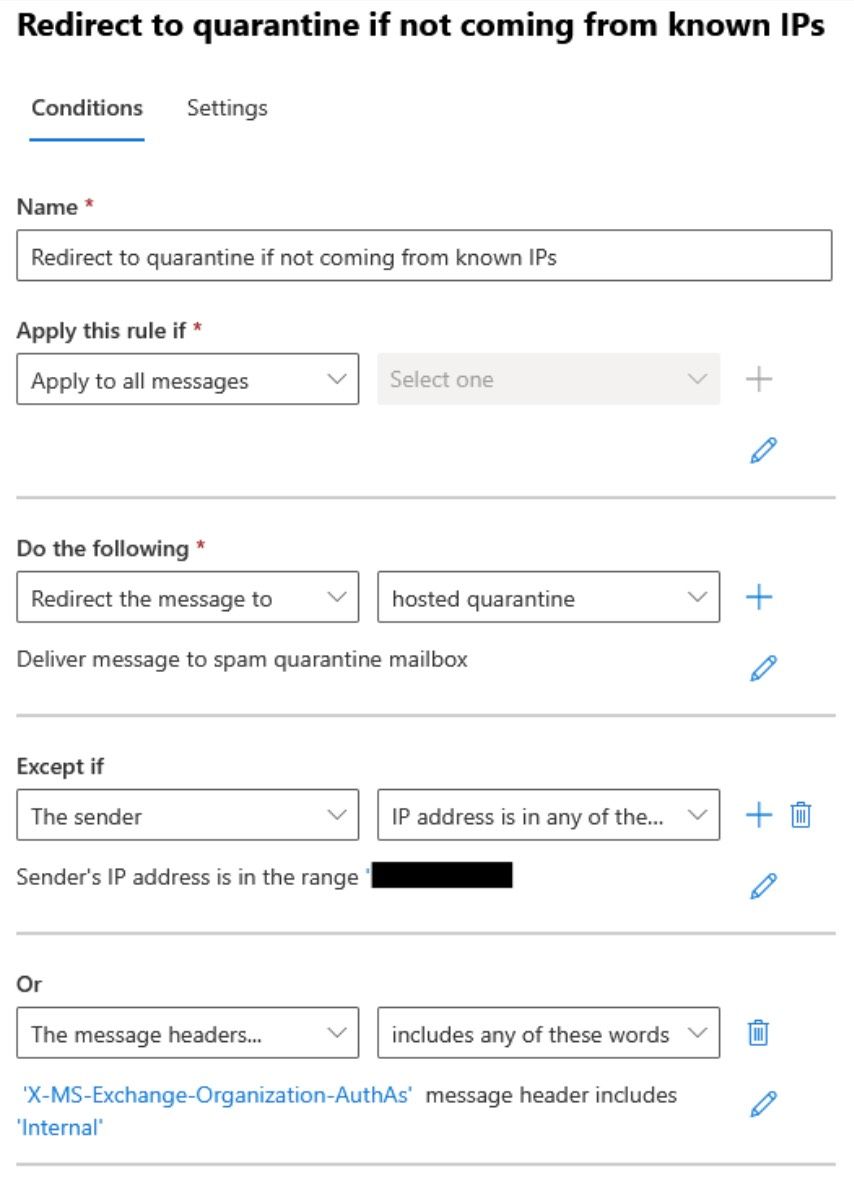 Redirect to quarantine if not coming from known IPs
Conditions Settings
Name *
Redirect to quarantine if not coming from known IPs
Apply this rule if *
Apply to all messages Select one
Do the following *
Redirect the message to hosted quarantine
Deliver message to spam quarantine mailbox
Except if
The sender IP address is in any of the...
Sender's IP address is in the range '
Or
The message headers... includes any of these words
'X-MS-Exchange-Organization-AuthAs' message header includes
'Internal'